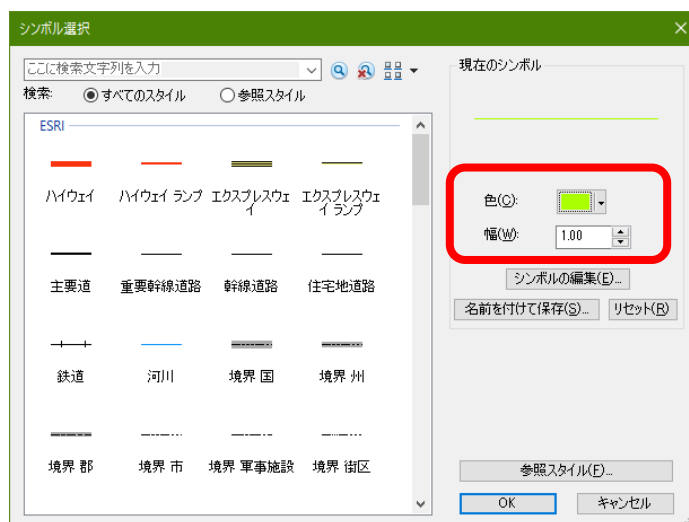 シンボル選択
ここに検索文字列を入力
検索:
すべてのスタイル
参照スタイル
ESRI
ハイウェイ
ハイウェイ ランプ
エクスプレスウェイ
エクスプレスウェイ ランプ
主要道
重要幹線道路
幹線道路
住宅地道路
鉄道
河川
境界 国
境界 州
境界 郡
境界 市
境界 軍事施設
境界 街区
現在のシンボル
色(C):
幅(W):
1.00
シンボルの編集(E)...
名前を付けて保存(S)...
リセット(R)
参照スタイル(F)...
OK
キャンセル